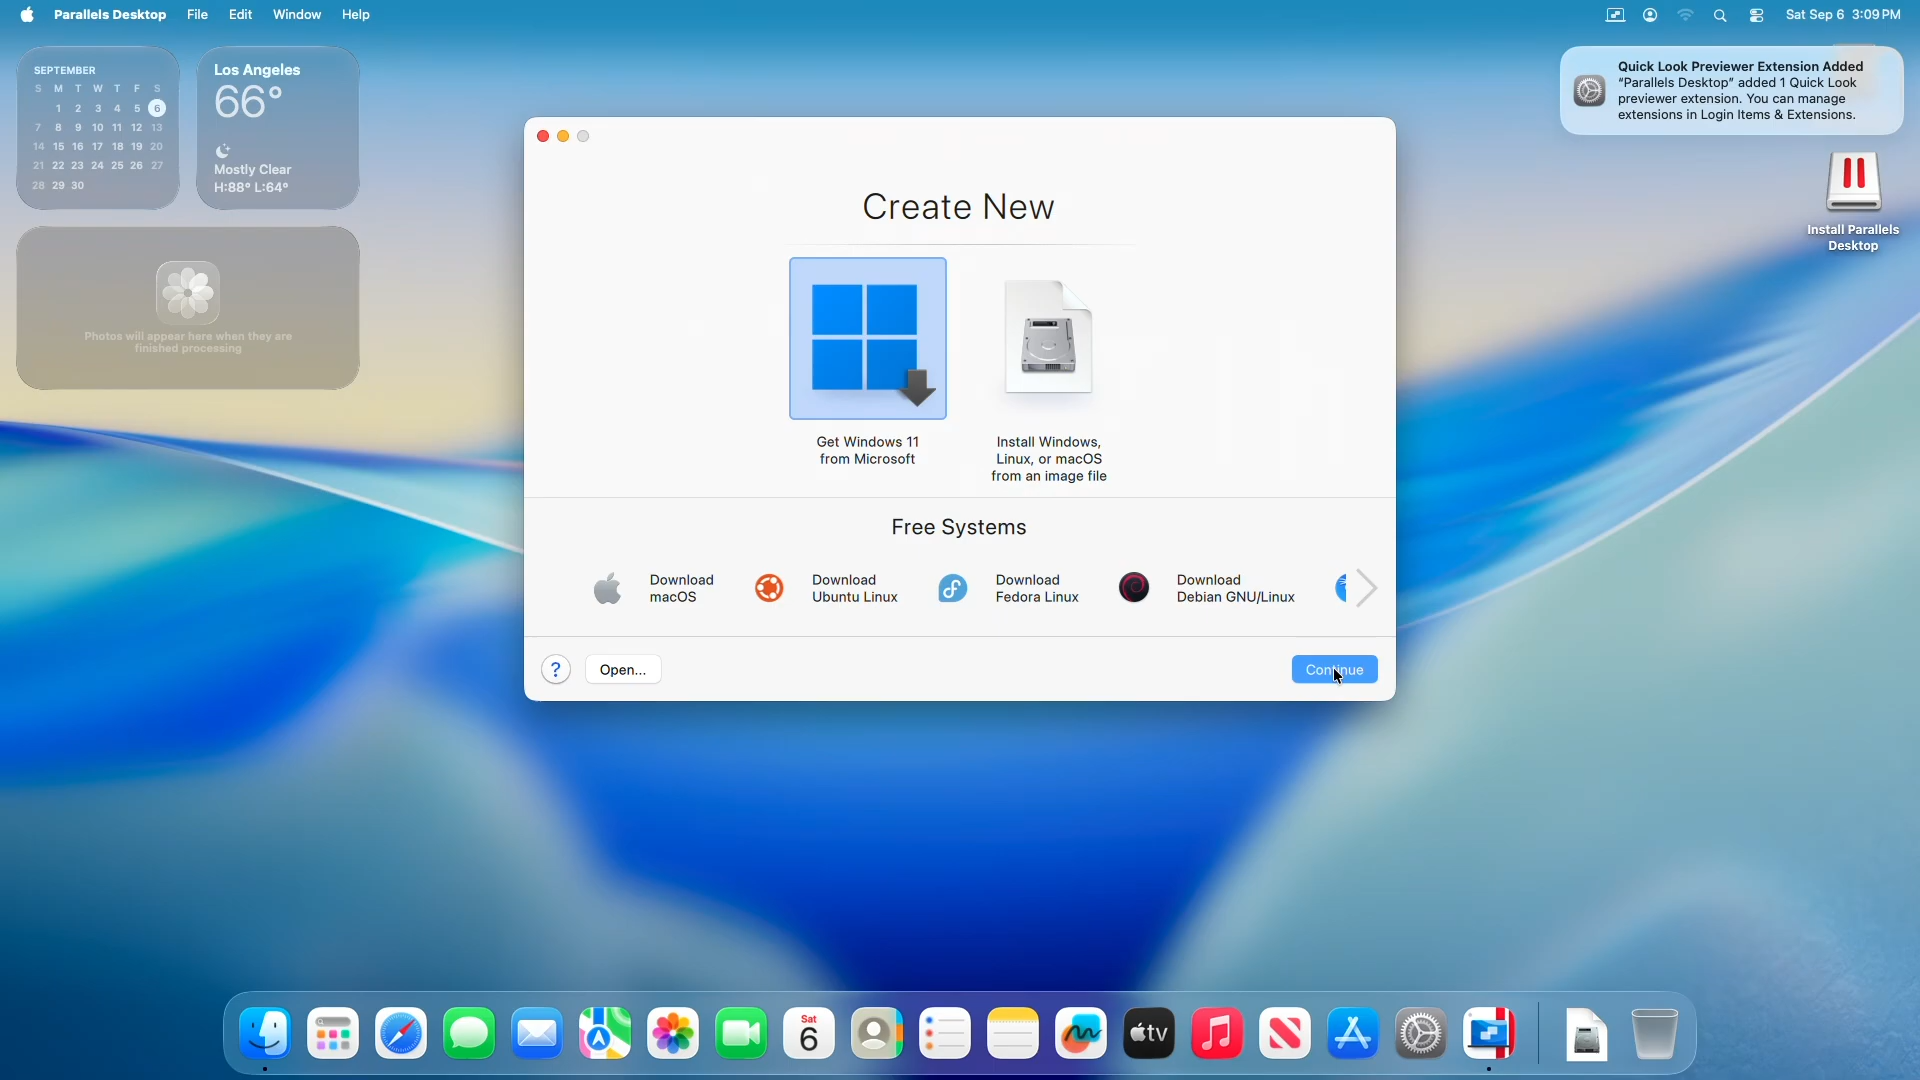 Parallels Desktop File Edit Window Help
Sat Sep 6 3:09 PM
SEPTEMBER
S M T W T F S
1 2 3 4 5 6
7 8 9 10 11 12 13
14 15 16 17 18 19 20
21 22 23 24 25 26 27
28 29 30
Los Angeles
66°
Mostly Clear
H:88° L:64°
Photos will appear here when they are
finished processing
Quick Look Previewer Extension Added
"Parallels Desktop" added 1 Quick Look
previewer extension. You can manage
extensions in Login Items & Extensions.
Install Parallels
Desktop
Create New
Get Windows 11
from Microsoft
Install Windows,
Linux, or macOS
from an image file
Free Systems
Download
macOS
Download
Ubuntu Linux
Download
Fedora Linux
Download
Debian GNU/Linux
?
Open...
Continue
Sat
6
tv